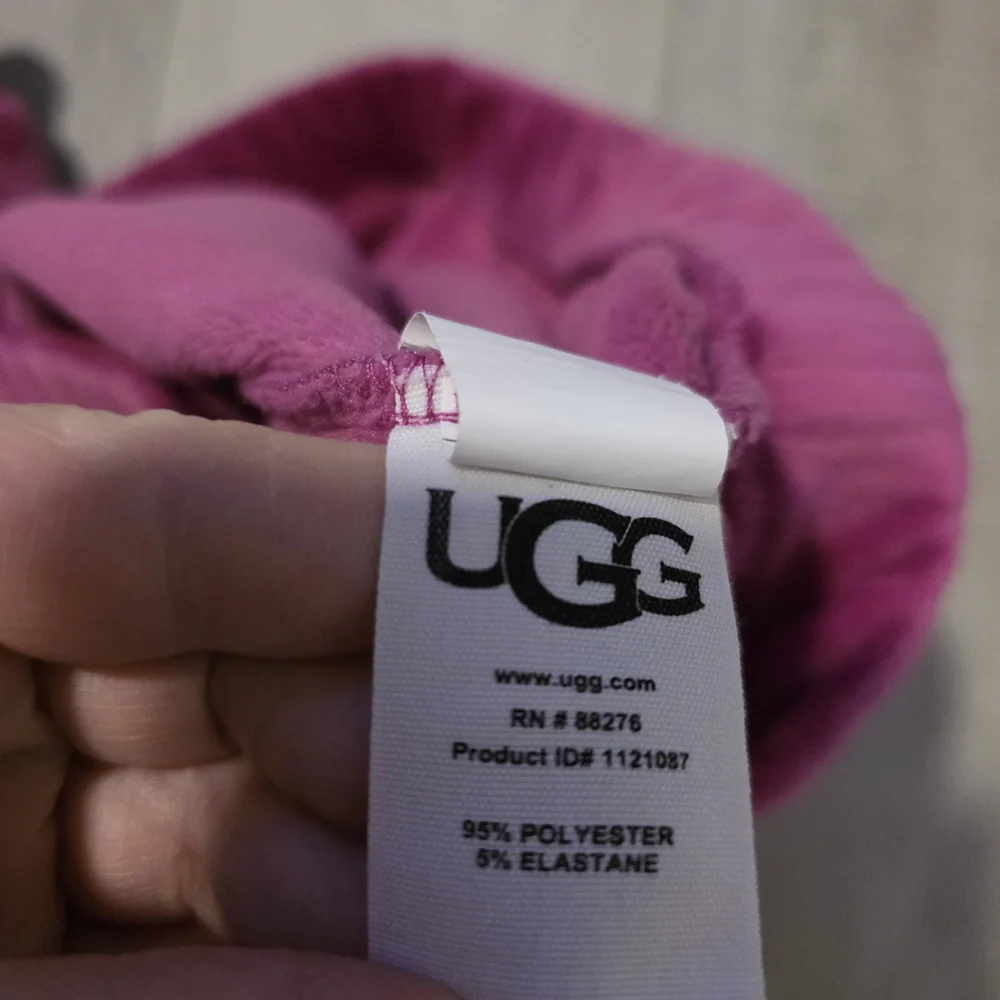 UGG
www.ugg.com
RN # 88276
Product ID# 1121087
95% POLYESTER
5% ELASTANE